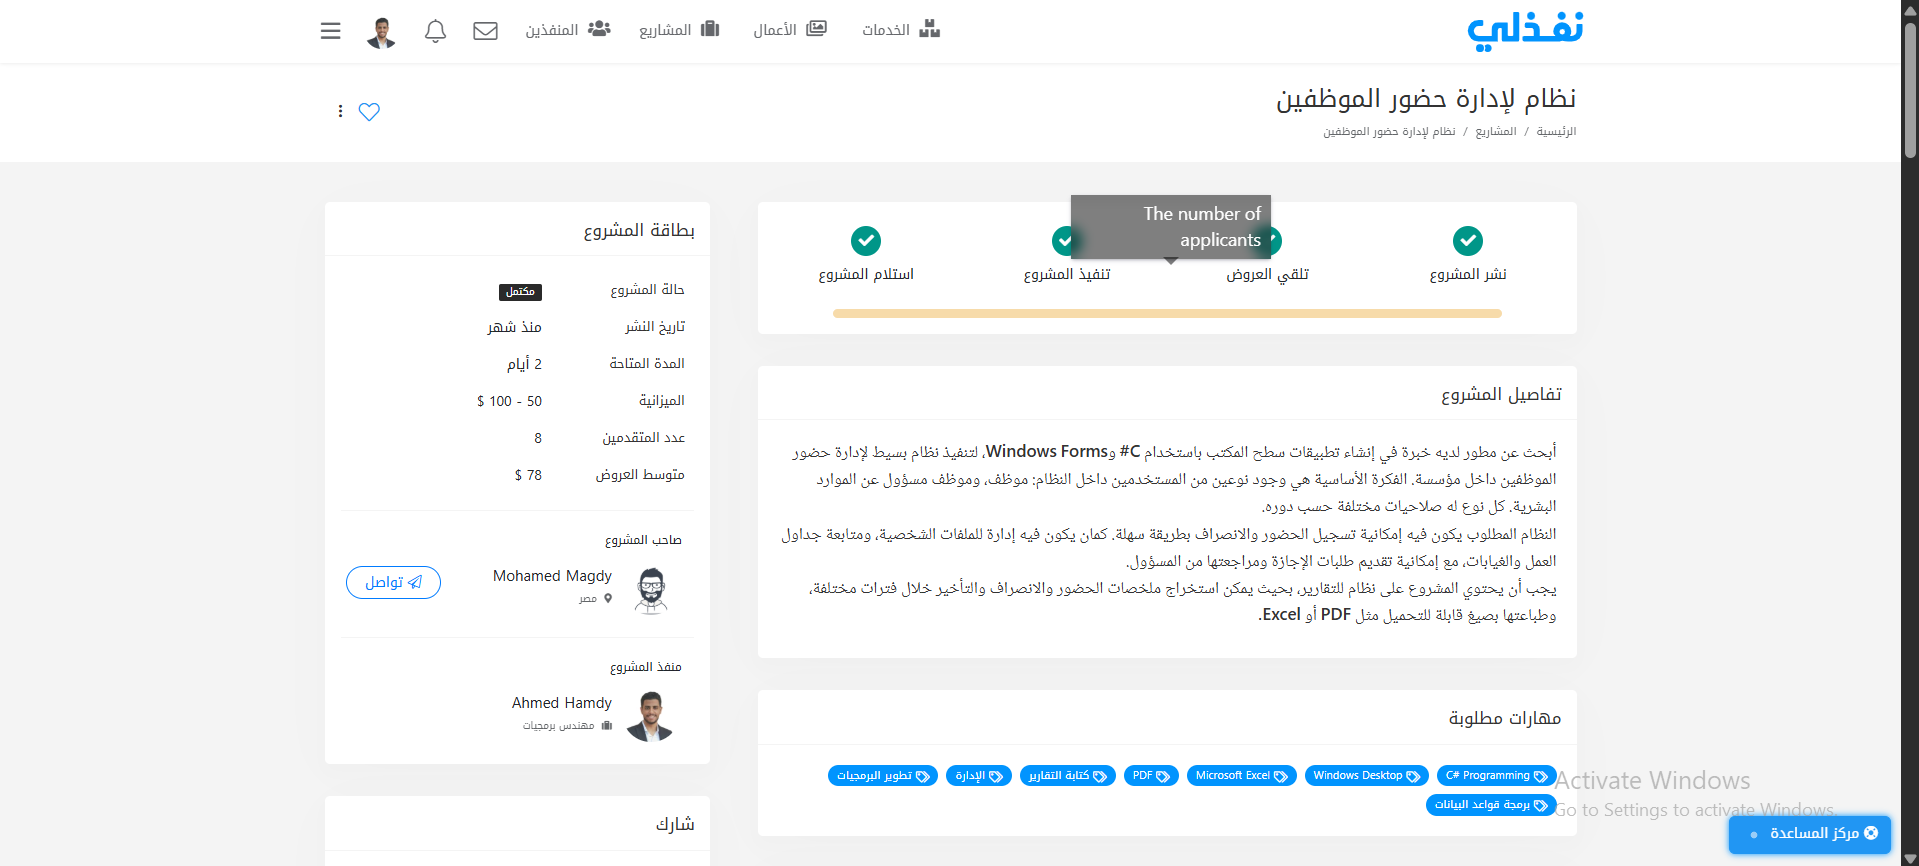 نفذلي
الخدمات
الأعمال
المشاريع
المنفذين
نظام لإدارة حضور الموظفين
الرئيسية / المشاريع / نظام لإدارة حضور الموظفين
The number of
applicants
نشر المشروع
تلقي العروض
تنفيذ المشروع
استلام المشروع
تفاصيل المشروع
أبحث عن مطور لديه خبرة في إنشاء تطبيقات سطح المكتب باستخدام C# وWindows Forms، لتنفيذ نظام بسيط لإدارة حضور
الموظفين داخل مؤسسة. الفكرة الأساسية هي وجود نوعين من المستخدمين داخل النظام: موظف، وموظف مسؤول عن الموارد
البشرية. كل نوع له صلاحيات مختلفة حسب دوره.
النظام المطلوب يكون فيه إمكانية تسجيل الحضور والانصراف بطريقة سهلة. كمان يكون فيه إدارة للملفات الشخصية، ومتابعة جداول
العمل والغيابات، مع إمكانية تقديم طلبات الإجازة ومراجعتها من المسؤول.
يجب أن يحتوي المشروع على نظام للتقارير، بحيث يمكن استخراج ملخصات الحضور والانصراف والتأخير خلال فترات مختلفة،
وطباعتها بصيغ قابلة للتحميل مثل PDF أو Excel.
مهارات مطلوبة
C# Programming
Windows Desktop
Microsoft Excel
PDF
كتابة التقارير
الإدارة
تطوير البرمجيات
برمجة قواعد البيانات
بطاقة المشروع
حالة المشروع مكتمل
تاريخ النشر منذ شهر
المدة المتاحة 2 أيام
الميزانية 50 - 100 $
عدد المتقدمين 8
متوسط العروض 78 $
صاحب المشروع
Mohamed Magdy
مصر
تواصل
منفذ المشروع
Ahmed Hamdy
مهندس برمجيات
شارك
Activate Windows
Go to Settings to activate Windows.
مركز المساعدة